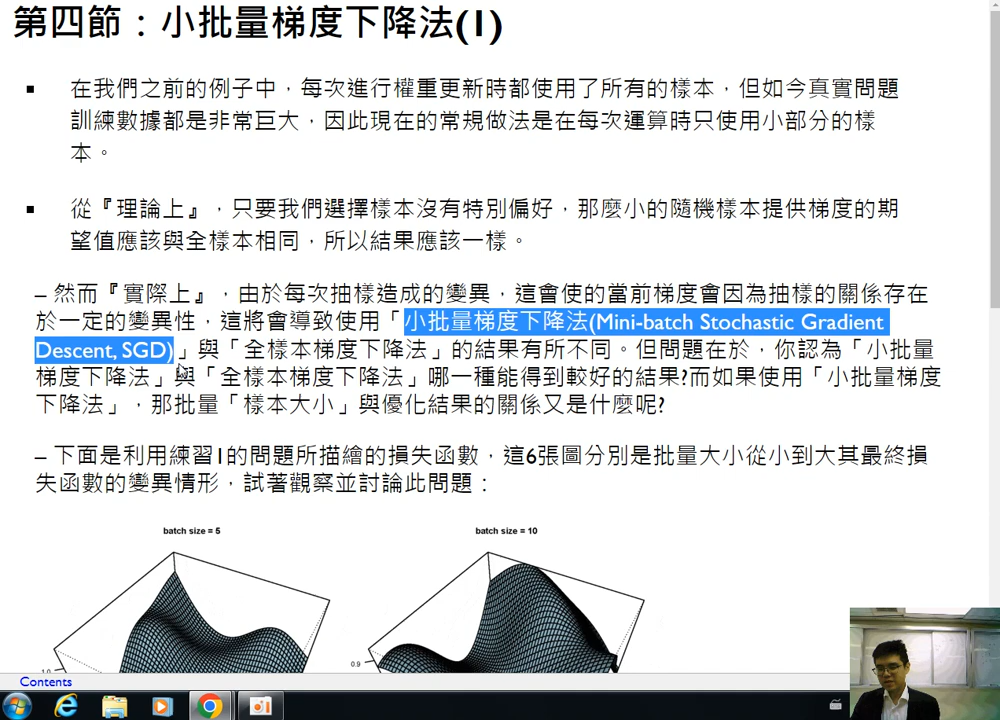 第四節：小批量梯度下降法(1)
▪ 在我們之前的例子中，每次進行權重更新時都使用了所有的樣本，但如今真實問題
訓練數據都是非常巨大，因此現在的常規做法是在每次運算時只使用小部分的樣
本。
▪ 從『理論上』，只要我們選擇樣本沒有特別偏好，那麼小的隨機樣本提供梯度的期
望值應該與全樣本相同，所以結果應該一樣。
– 然而『實際上』，由於每次抽樣造成的變異，這會使的當前梯度會因為抽樣的關係存在
於一定的變異性，這將會導致使用「小批量梯度下降法(Mini-batch Stochastic Gradient
Descent, SGD)」與「全樣本梯度下降法」的結果有所不同。但問題在於，你認為「小批量
梯度下降法」與「全樣本梯度下降法」哪一種能得到較好的結果?而如果使用「小批量梯度
下降法」，那批量「樣本大小」與優化結果的關係又是什麼呢?
– 下面是利用練習1的問題所描繪的損失函數，這6張圖分別是批量大小從小到大其最終損
失函數的變異情形，試著觀察並討論此問題：
batch size = 5
batch size = 10
1.0
0.9
Contents